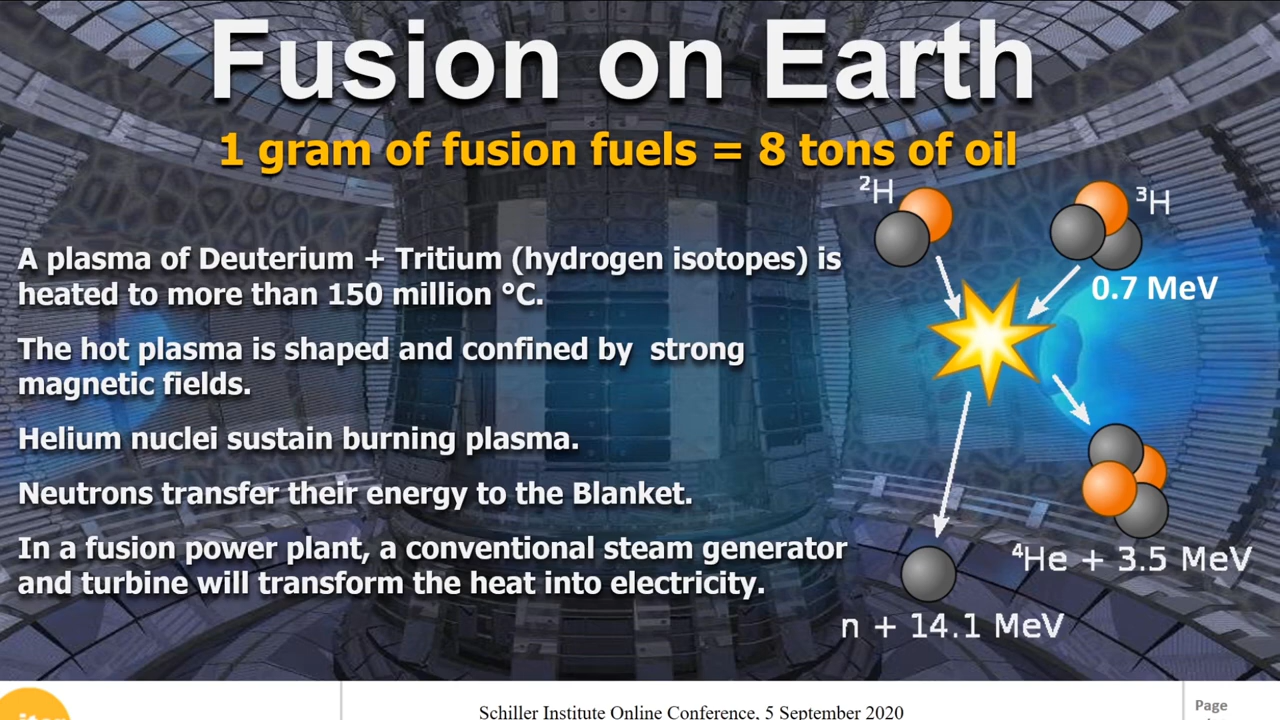 Fusion on Earth
1 gram of fusion fuels = 8 tons of oil
²H
³H
A plasma of Deuterium + Tritium (hydrogen isotopes) is
heated to more than 150 million °C.
0.7 MeV
The hot plasma is shaped and confined by strong
magnetic fields.
Helium nuclei sustain burning plasma.
Neutrons transfer their energy to the Blanket.
In a fusion power plant, a conventional steam generator
and turbine will transform the heat into electricity.
⁴He + 3.5 MeV
n + 14.1 MeV
Schiller Institute Online Conference, 5 September 2020
Page